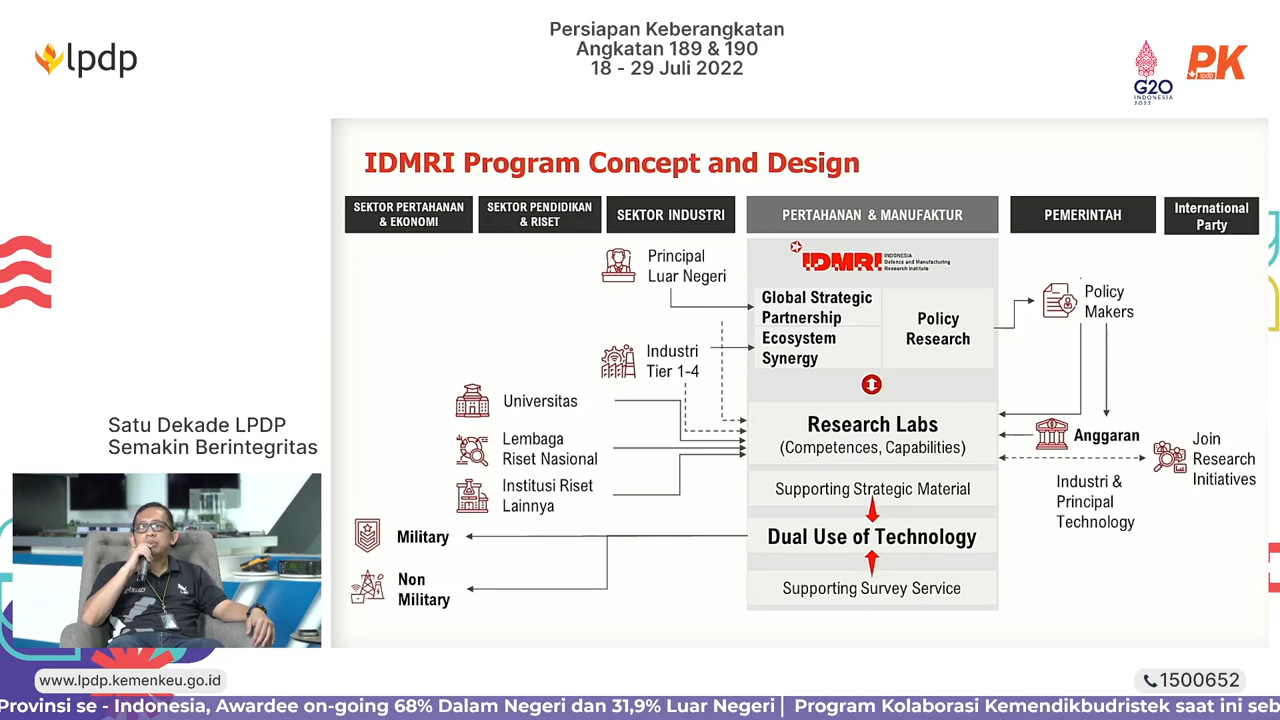 lpdp
Persiapan Keberangkatan
Angkatan 189 & 190
18 - 29 Juli 2022
G20
INDONESIA
2022
PK
lpdp
IDMRI Program Concept and Design
SEKTOR PERTAHANAN
& EKONOMI
SEKTOR PENDIDIKAN
& RISET
SEKTOR INDUSTRI
PERTAHANAN & MANUFAKTUR
PEMERINTAH
International
Party
Principal
Luar Negeri
IDMRI
INDONESIA
Defence and Manufacturing
Research Institute
Global Strategic
Partnership
Ecosystem
Synergy
Policy
Research
Policy
Makers
Industri
Tier 1-4
Universitas
Lembaga
Riset Nasional
Institusi Riset
Lainnya
Research Labs
(Competences, Capabilities)
Anggaran
Join
Research
Initiatives
Industri &
Principal
Technology
Supporting Strategic Material
Military
Dual Use of Technology
Non
Military
Supporting Survey Service
Satu Dekade LPDP
Semakin Berintegritas
www.lpdp.kemenkeu.go.id
1500652
Provinsi se - Indonesia, Awardee on-going 68% Dalam Negeri dan 31,9% Luar Negeri | Program Kolaborasi Kemendikbudristek saat ini seb